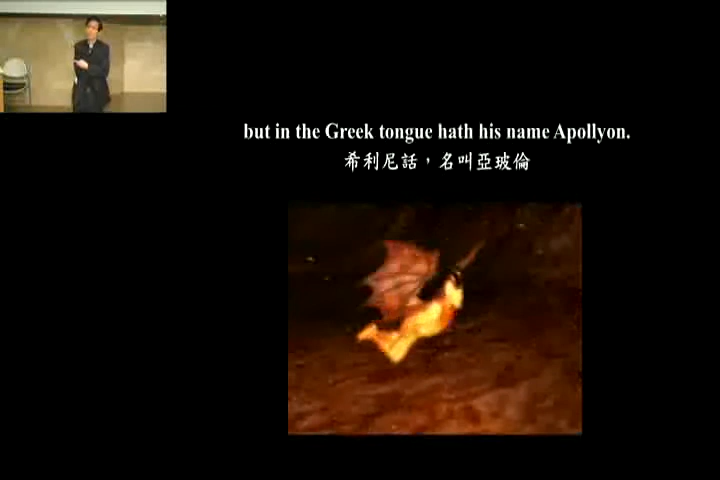 but in the Greek tongue hath his name Apollyon.
希利尼話，名叫亞玻倫